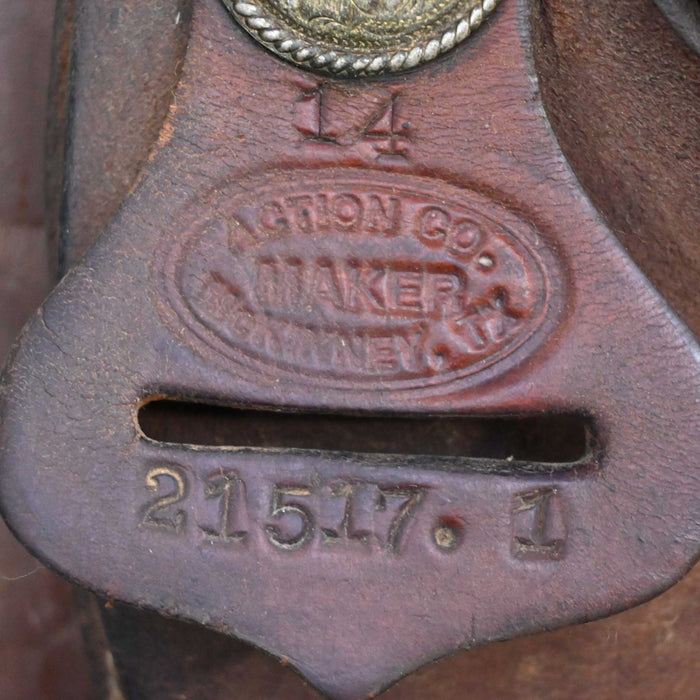 14
ACTION CO.
MAKER
MCKINNEY, TX
21517. 1